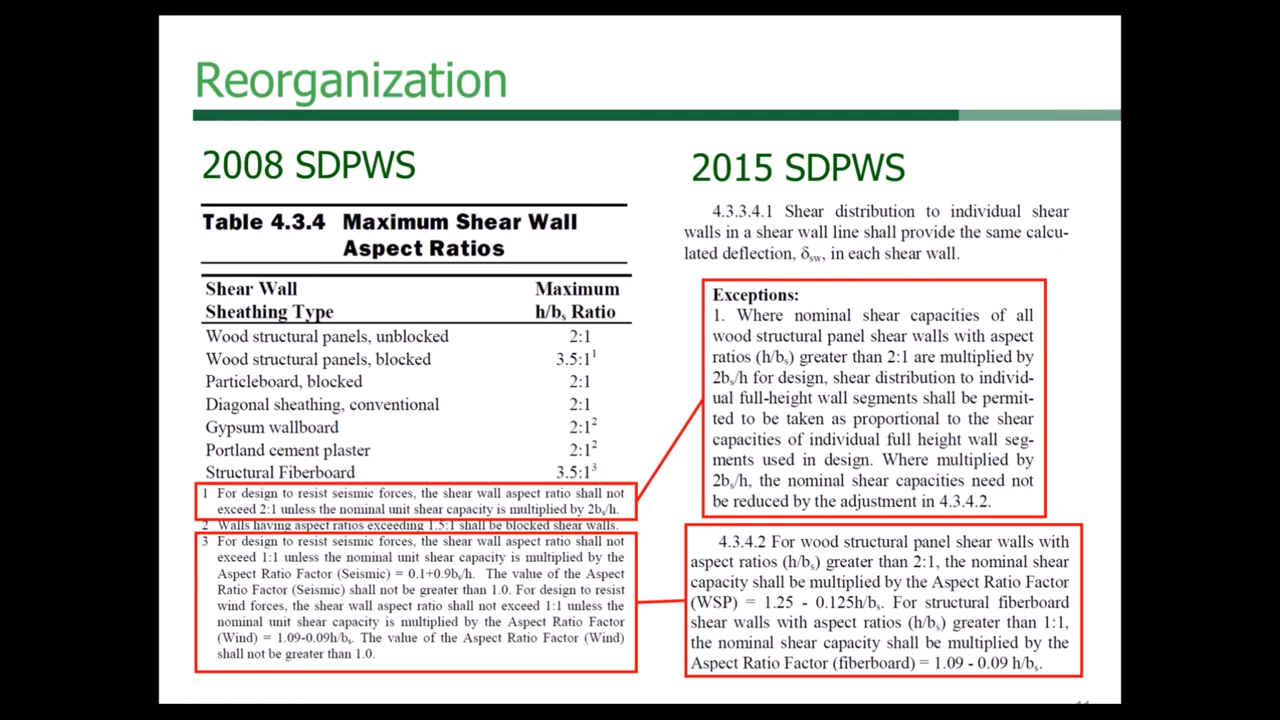 Reorganization
2008 SDPWS
Table 4.3.4 Maximum Shear Wall
Aspect Ratios
Shear Wall Maximum
Sheathing Type h/bs Ratio
Wood structural panels, unblocked 2:1
Wood structural panels, blocked 3.5:1¹
Particleboard, blocked 2:1
Diagonal sheathing, conventional 2:1
Gypsum wallboard 2:1²
Portland cement plaster 2:1²
Structural Fiberboard 3.5:1³
1 For design to resist seismic forces, the shear wall aspect ratio shall not
exceed 2:1 unless the nominal unit shear capacity is multiplied by 2bs/h.
2 Walls having aspect ratios exceeding 1.5:1 shall be blocked shear walls.
3 For design to resist seismic forces, the shear wall aspect ratio shall not
exceed 1:1 unless the nominal unit shear capacity is multiplied by the
Aspect Ratio Factor (Seismic) = 0.1+0.9bs/h. The value of the Aspect
Ratio Factor (Seismic) shall not be greater than 1.0. For design to resist
wind forces, the shear wall aspect ratio shall not exceed 1:1 unless the
nominal unit shear capacity is multiplied by the Aspect Ratio Factor
(Wind) = 1.09-0.09h/bs. The value of the Aspect Ratio Factor (Wind)
shall not be greater than 1.0.
2015 SDPWS
4.3.3.4.1 Shear distribution to individual shear
walls in a shear wall line shall provide the same calcu-
lated deflection, δsw, in each shear wall.
Exceptions:
1. Where nominal shear capacities of all
wood structural panel shear walls with aspect
ratios (h/bs) greater than 2:1 are multiplied by
2bs/h for design, shear distribution to individ-
ual full-height wall segments shall be permit-
ted to be taken as proportional to the shear
capacities of individual full height wall seg-
ments used in design. Where multiplied by
2bs/h, the nominal shear capacities need not
be reduced by the adjustment in 4.3.4.2.
4.3.4.2 For wood structural panel shear walls with
aspect ratios (h/bs) greater than 2:1, the nominal shear
capacity shall be multiplied by the Aspect Ratio Factor
(WSP) = 1.25 - 0.125h/bs. For structural fiberboard
shear walls with aspect ratios (h/bs) greater than 1:1,
the nominal shear capacity shall be multiplied by the
Aspect Ratio Factor (fiberboard) = 1.09 - 0.09 h/bs.